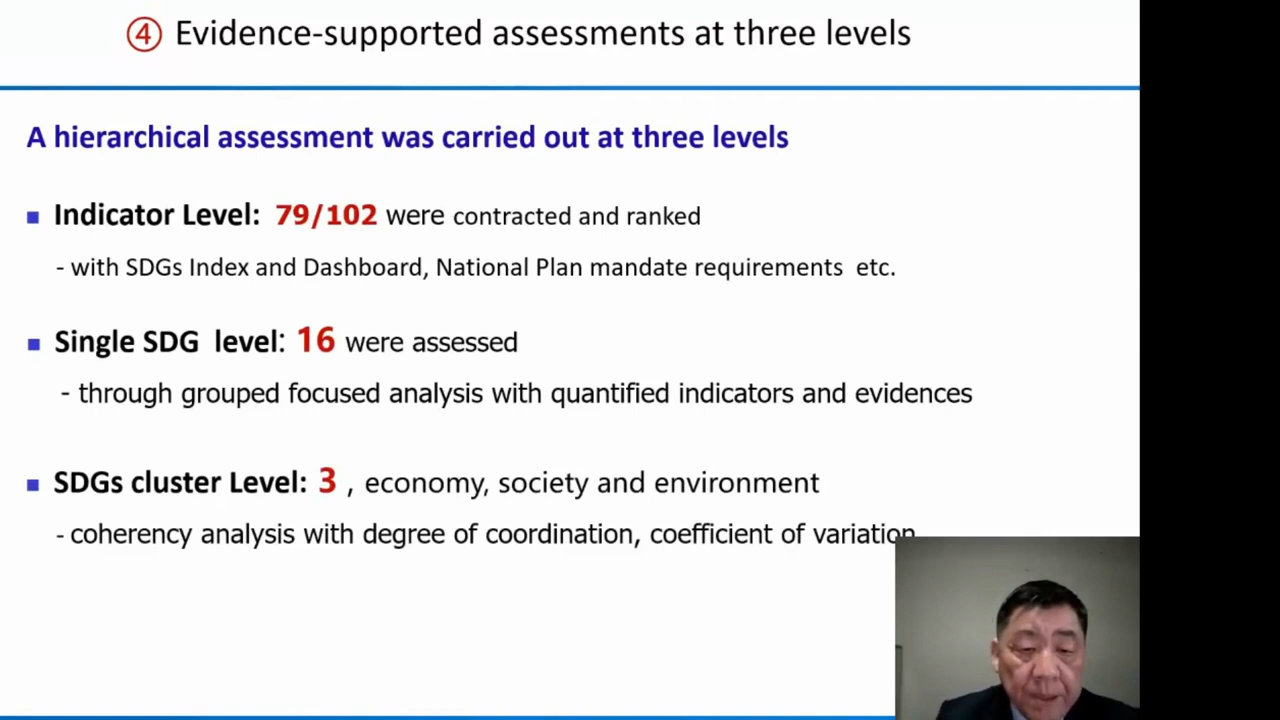 ④ Evidence-supported assessments at three levels
A hierarchical assessment was carried out at three levels
Indicator Level: 79/102 were contracted and ranked
- with SDGs Index and Dashboard, National Plan mandate requirements etc.
Single SDG level: 16 were assessed
- through grouped focused analysis with quantified indicators and evidences
SDGs cluster Level: 3 , economy, society and environment
- coherency analysis with degree of coordination, coefficient of variation